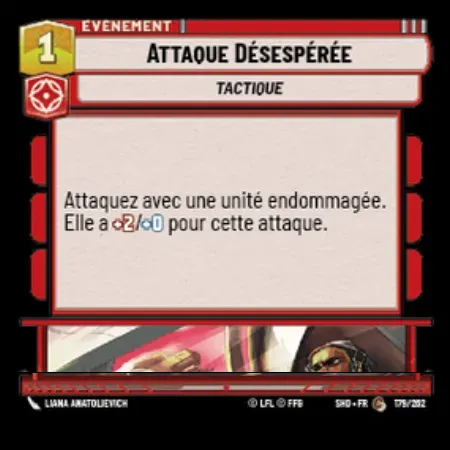 ÉVÉNEMENT
1
ATTAQUE DÉSESPÉRÉE
TACTIQUE
Attaquez avec une unité endommagée.
Elle a +2/+0 pour cette attaque.
LIANA ANATOLIEVICH © LFL © FFG SHD • FR 179/262